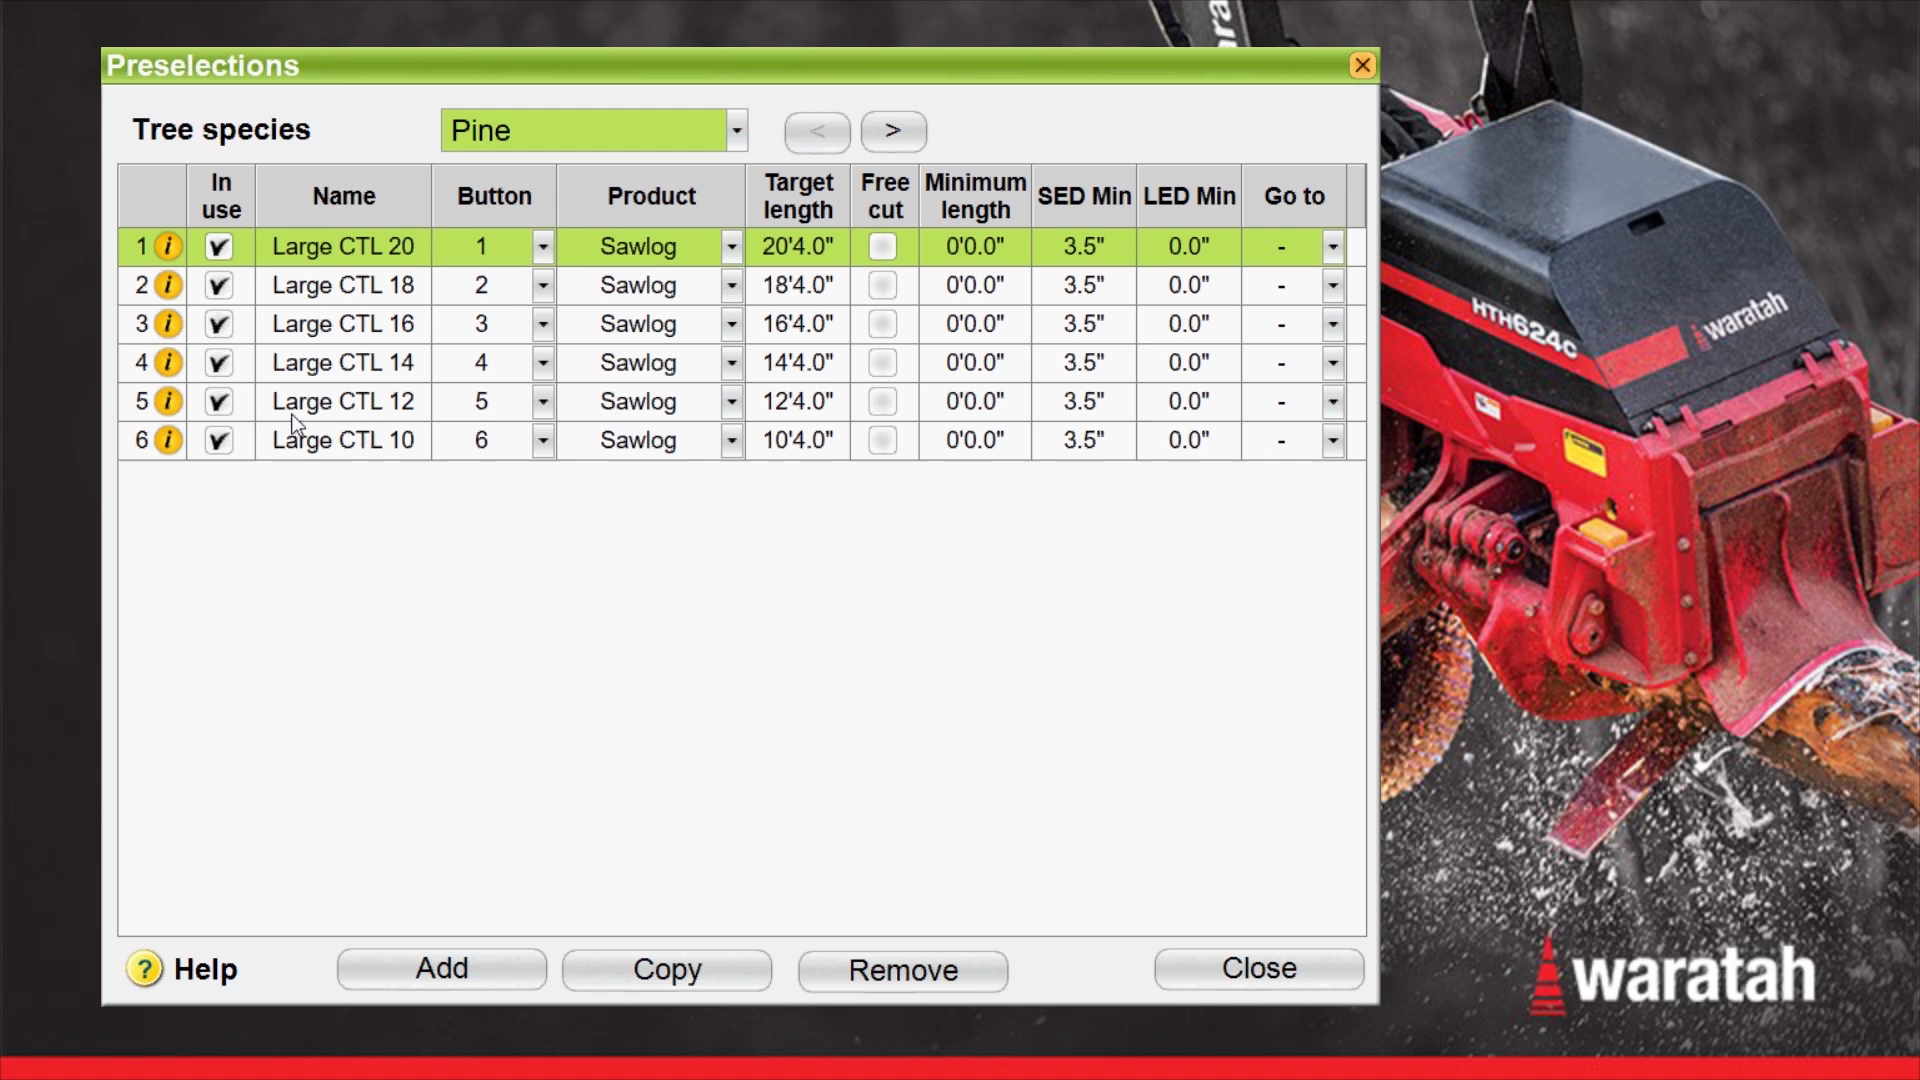 Preselections
Tree species Pine < >
In use Name Button Product Target length Free cut Minimum length SED Min LED Min Go to
1 i Large CTL 20 1 Sawlog 20'4.0" 0'0.0" 3.5" 0.0" -
2 i Large CTL 18 2 Sawlog 18'4.0" 0'0.0" 3.5" 0.0" -
3 i Large CTL 16 3 Sawlog 16'4.0" 0'0.0" 3.5" 0.0" -
4 i Large CTL 14 4 Sawlog 14'4.0" 0'0.0" 3.5" 0.0" -
5 i Large CTL 12 5 Sawlog 12'4.0" 0'0.0" 3.5" 0.0" -
6 i Large CTL 10 6 Sawlog 10'4.0" 0'0.0" 3.5" 0.0" -
? Help Add Copy Remove Close
HTH624C
waratah
waratah